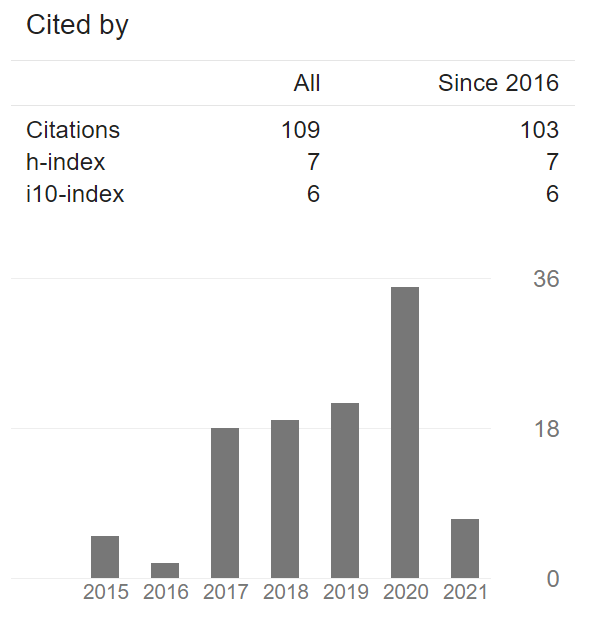 Cited by
All Since 2016
Citations 109 103
h-index 7 7
i10-index 6 6
36
18
0
2015 2016 2017 2018 2019 2020 2021